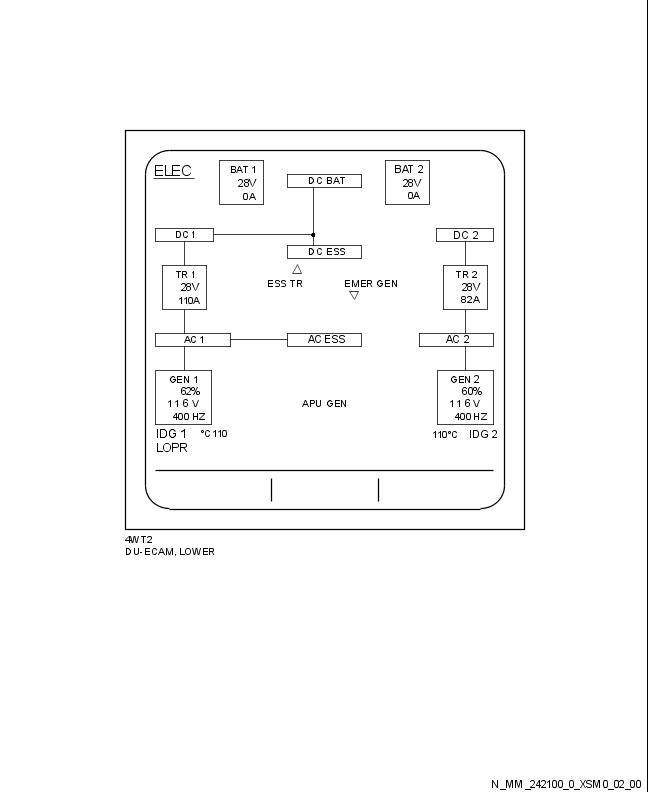 ELEC
BAT 1
28V
0A
DC BAT
BAT 2
28V
0A
DC 1
DC ESS
DC 2
TR 1
28V
110A
ESS TR
EMER GEN
TR 2
28V
82A
AC 1
AC ESS
AC 2
GEN 1
62%
116V
400 HZ
APU GEN
GEN 2
60%
116V
400 HZ
IDG 1 °C 110
LOPR
110°C IDG 2
4WT2
DU-ECAM, LOWER
N_MM_242100_0_XSM0_02_00